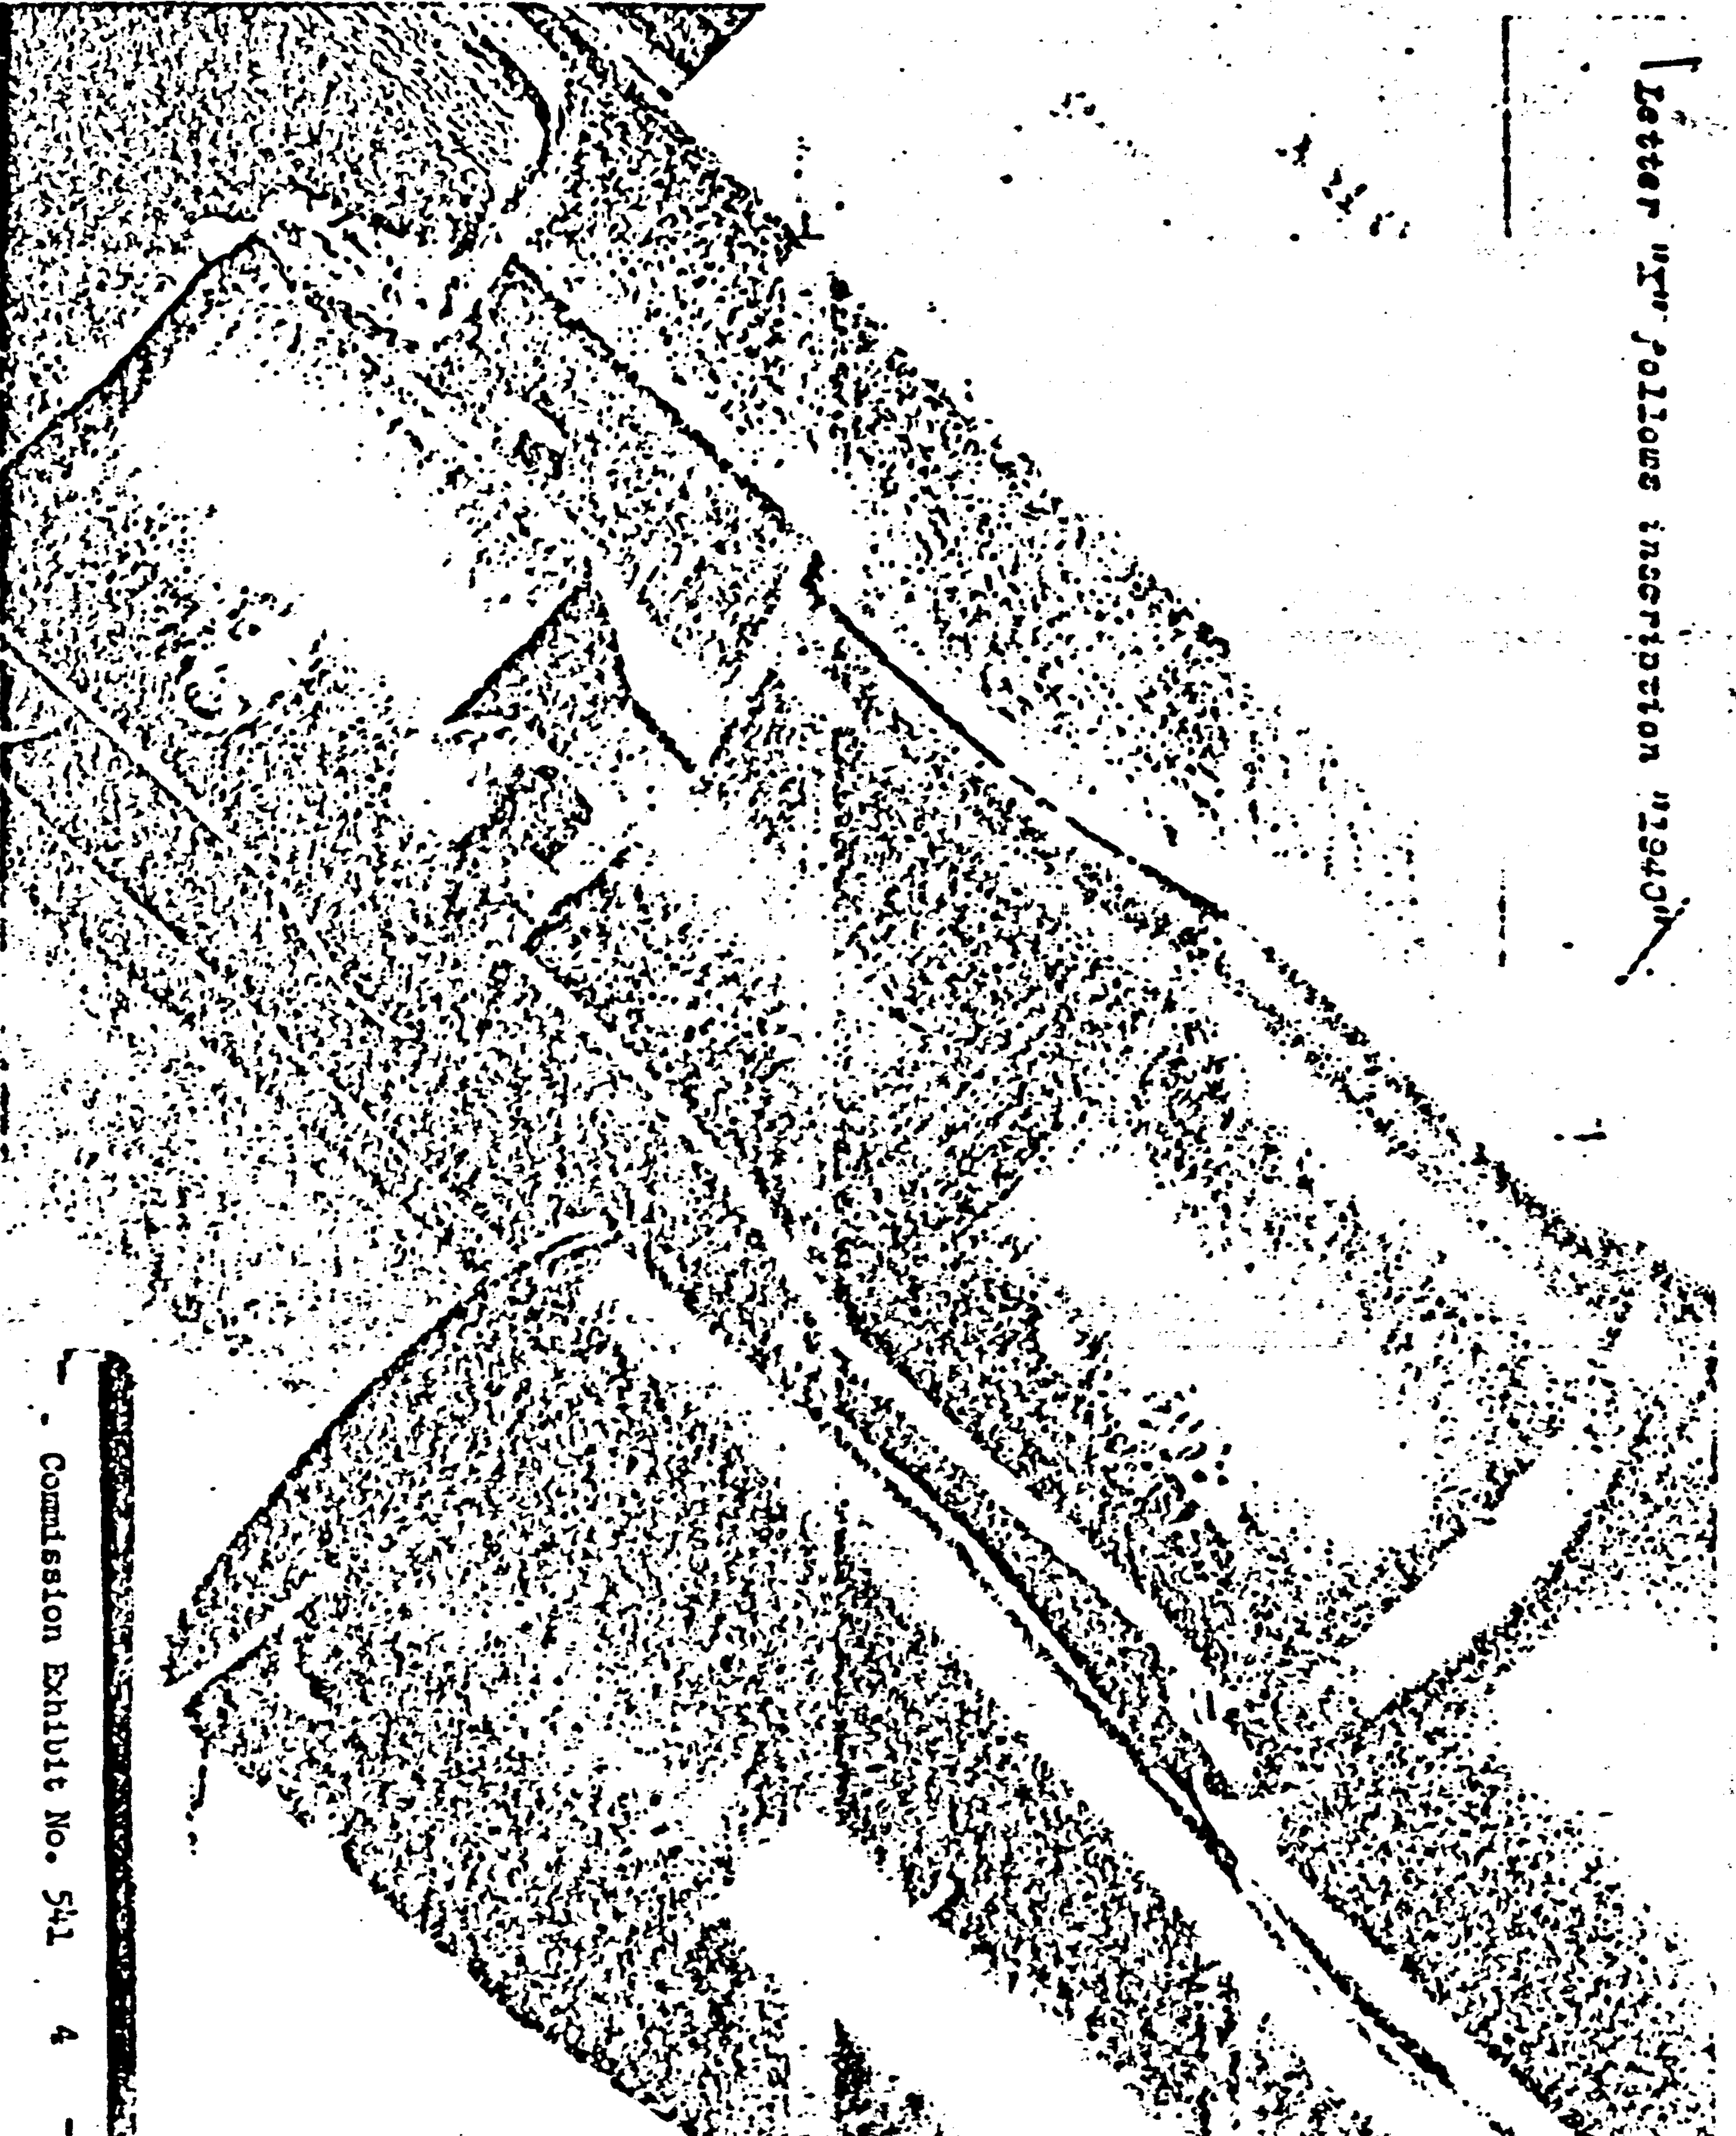 Letter "I" follows inscription "1940"
Commission Exhibit No. 541 4